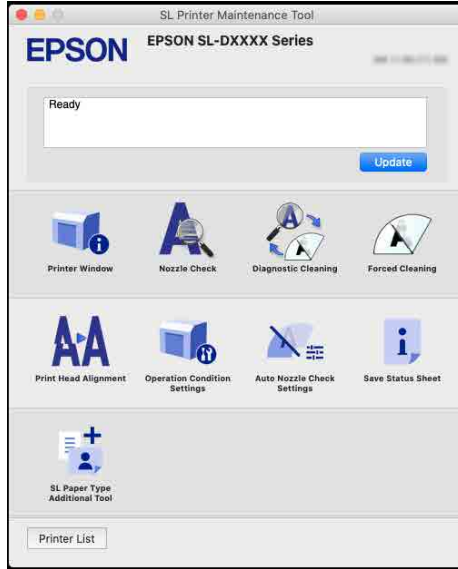 SL Printer Maintenance Tool
EPSON
EPSON SL-DXXXX Series
Ready
Update
Printer Window
Nozzle Check
Diagnostic Cleaning
Forced Cleaning
Print Head Alignment
Operation Condition
Settings
Auto Nozzle Check
Settings
Save Status Sheet
SL Paper Type
Additional Tool
Printer List